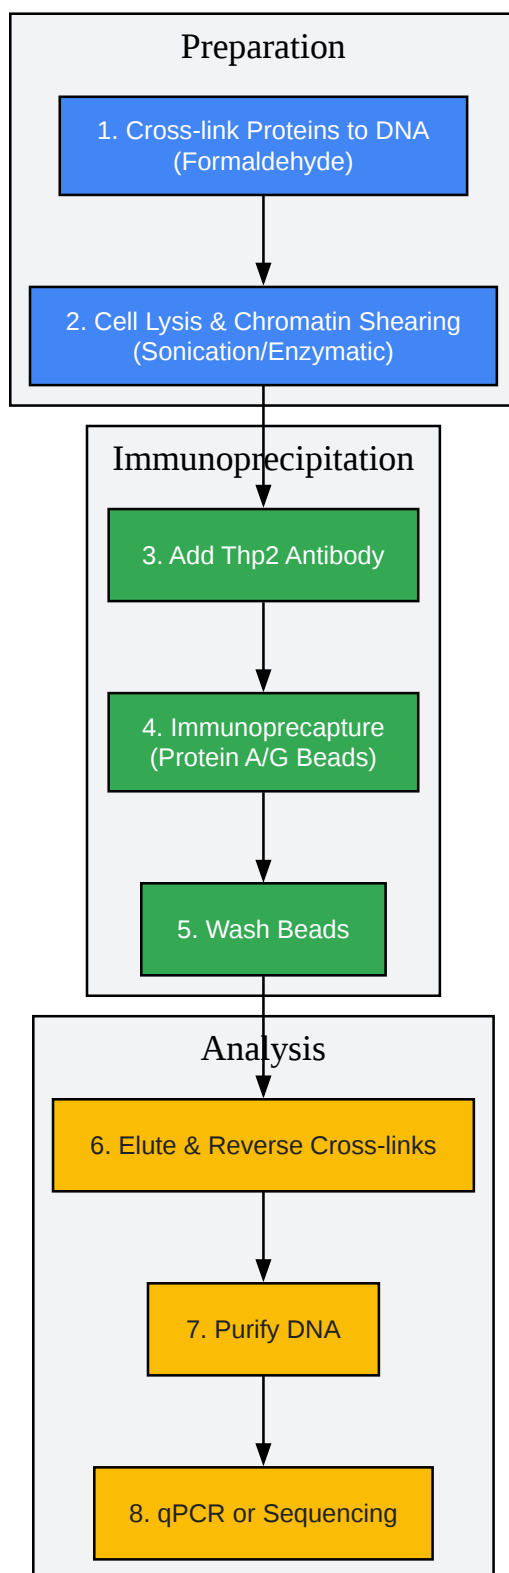 Preparation
1. Cross-link Proteins to DNA
(Formaldehyde)
2. Cell Lysis & Chromatin Shearing
(Sonication/Enzymatic)
Immunoprecipitation
3. Add Thp2 Antibody
4. Immunoprecapture
(Protein A/G Beads)
5. Wash Beads
Analysis
6. Elute & Reverse Cross-links
7. Purify DNA
8. qPCR or Sequencing